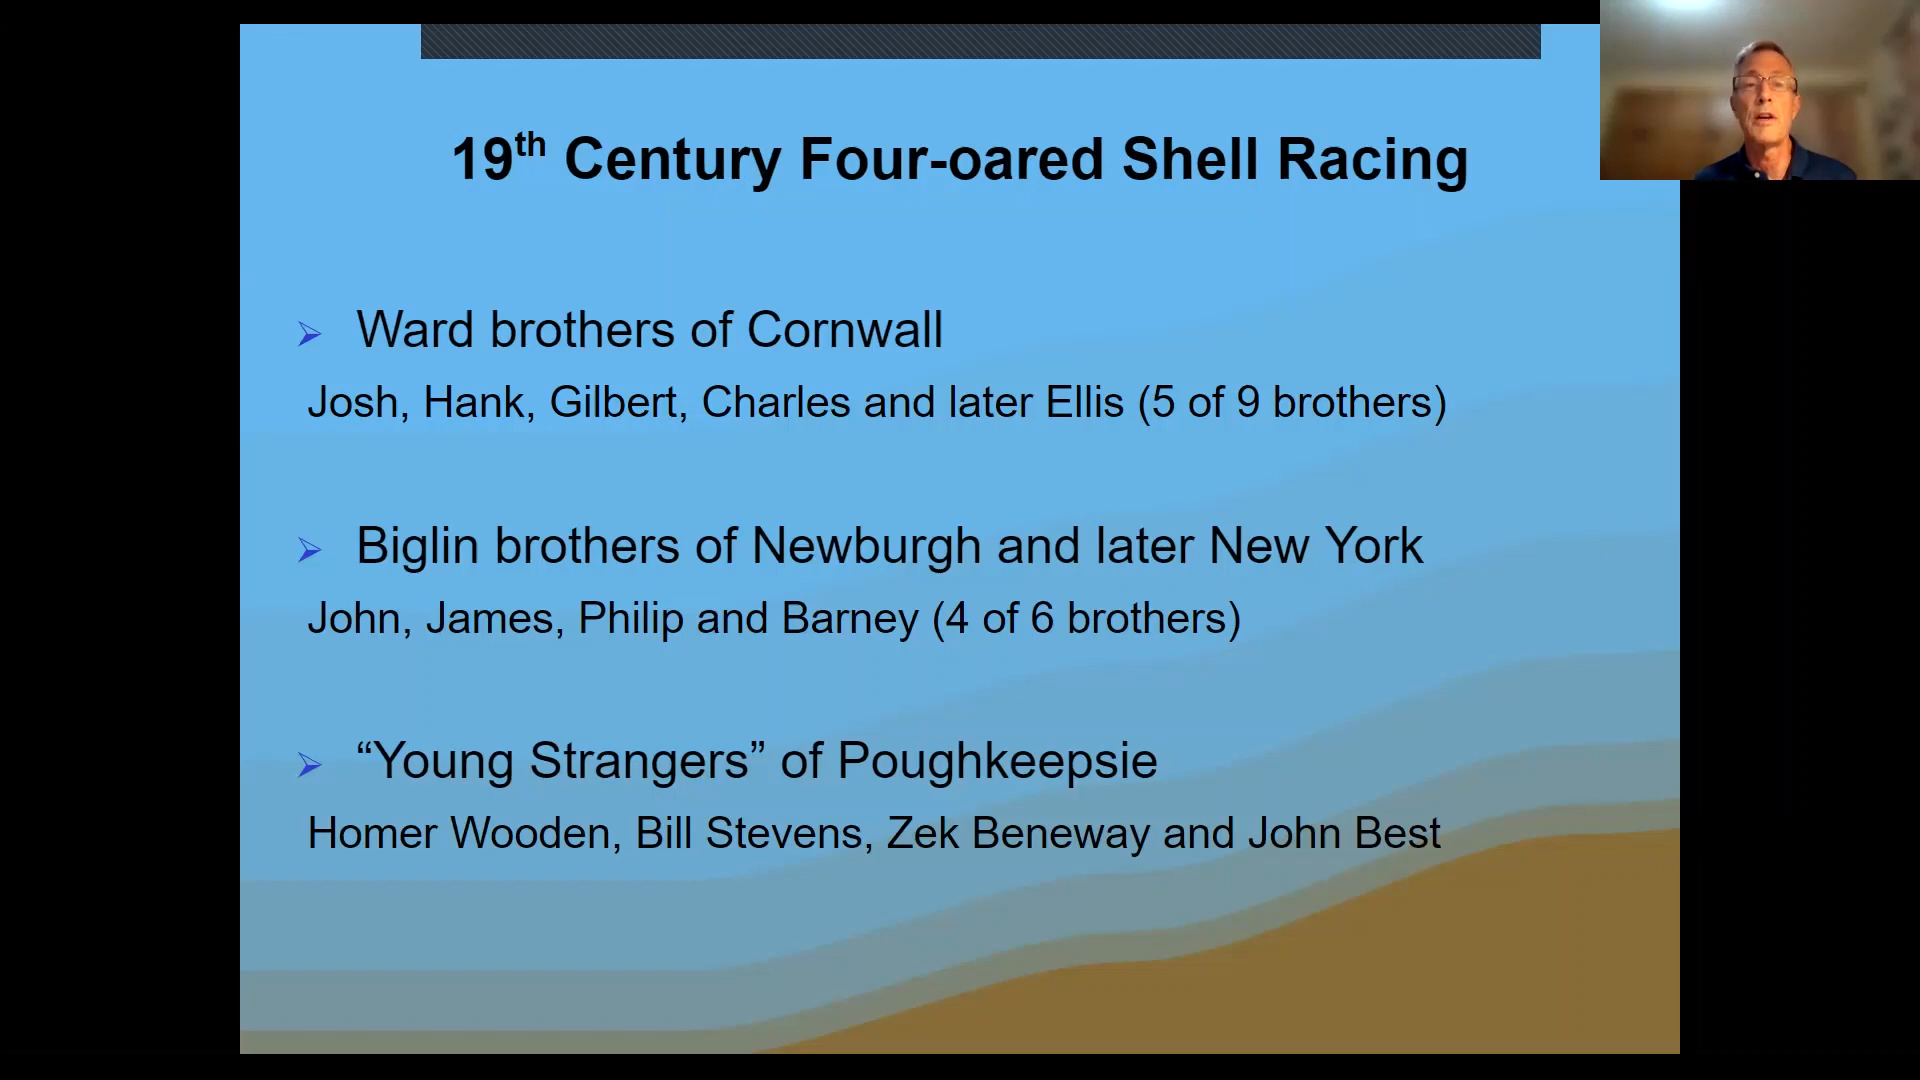 19th Century Four-oared Shell Racing
Ward brothers of Cornwall
Josh, Hank, Gilbert, Charles and later Ellis (5 of 9 brothers)
Biglin brothers of Newburgh and later New York
John, James, Philip and Barney (4 of 6 brothers)
“Young Strangers” of Poughkeepsie
Homer Wooden, Bill Stevens, Zek Beneway and John Best